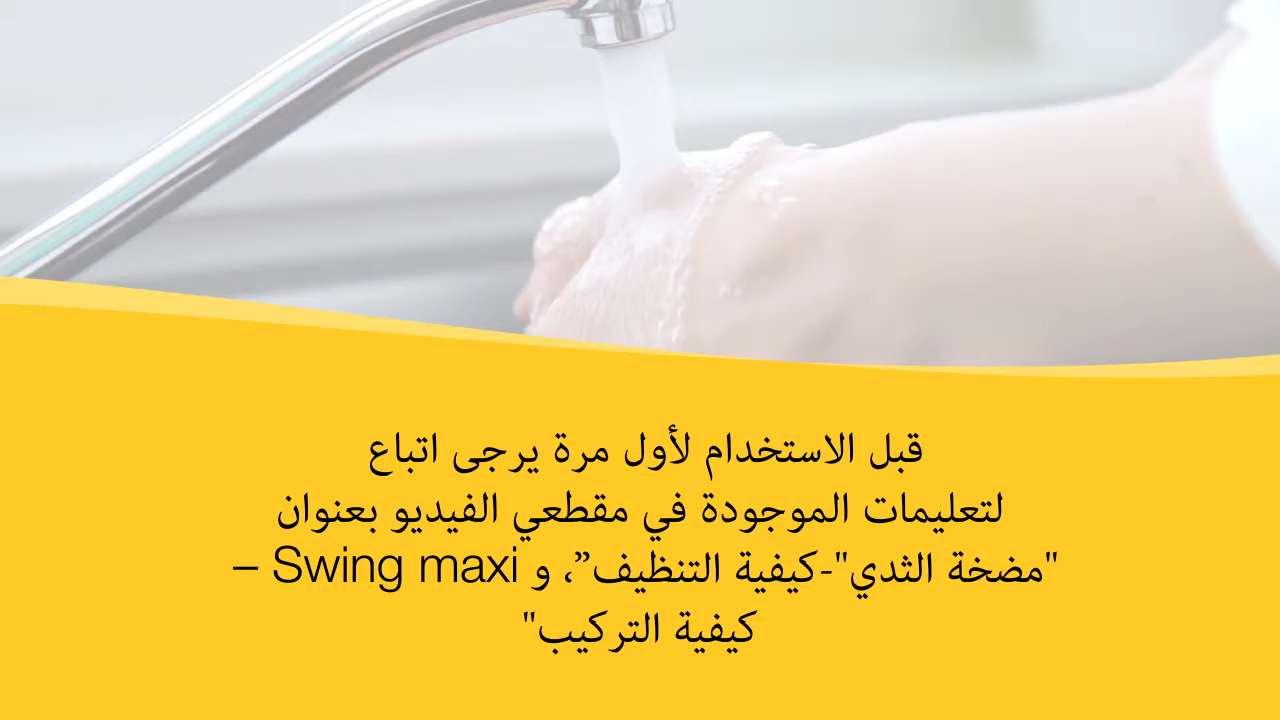 قبل الاستخدام لأول مرة يرجى اتباع
لتعليمات الموجودة في مقطعي الفيديو بعنوان
"مضخة الثدي"-كيفية التنظيف”، و Swing maxi –
كيفية التركيب"